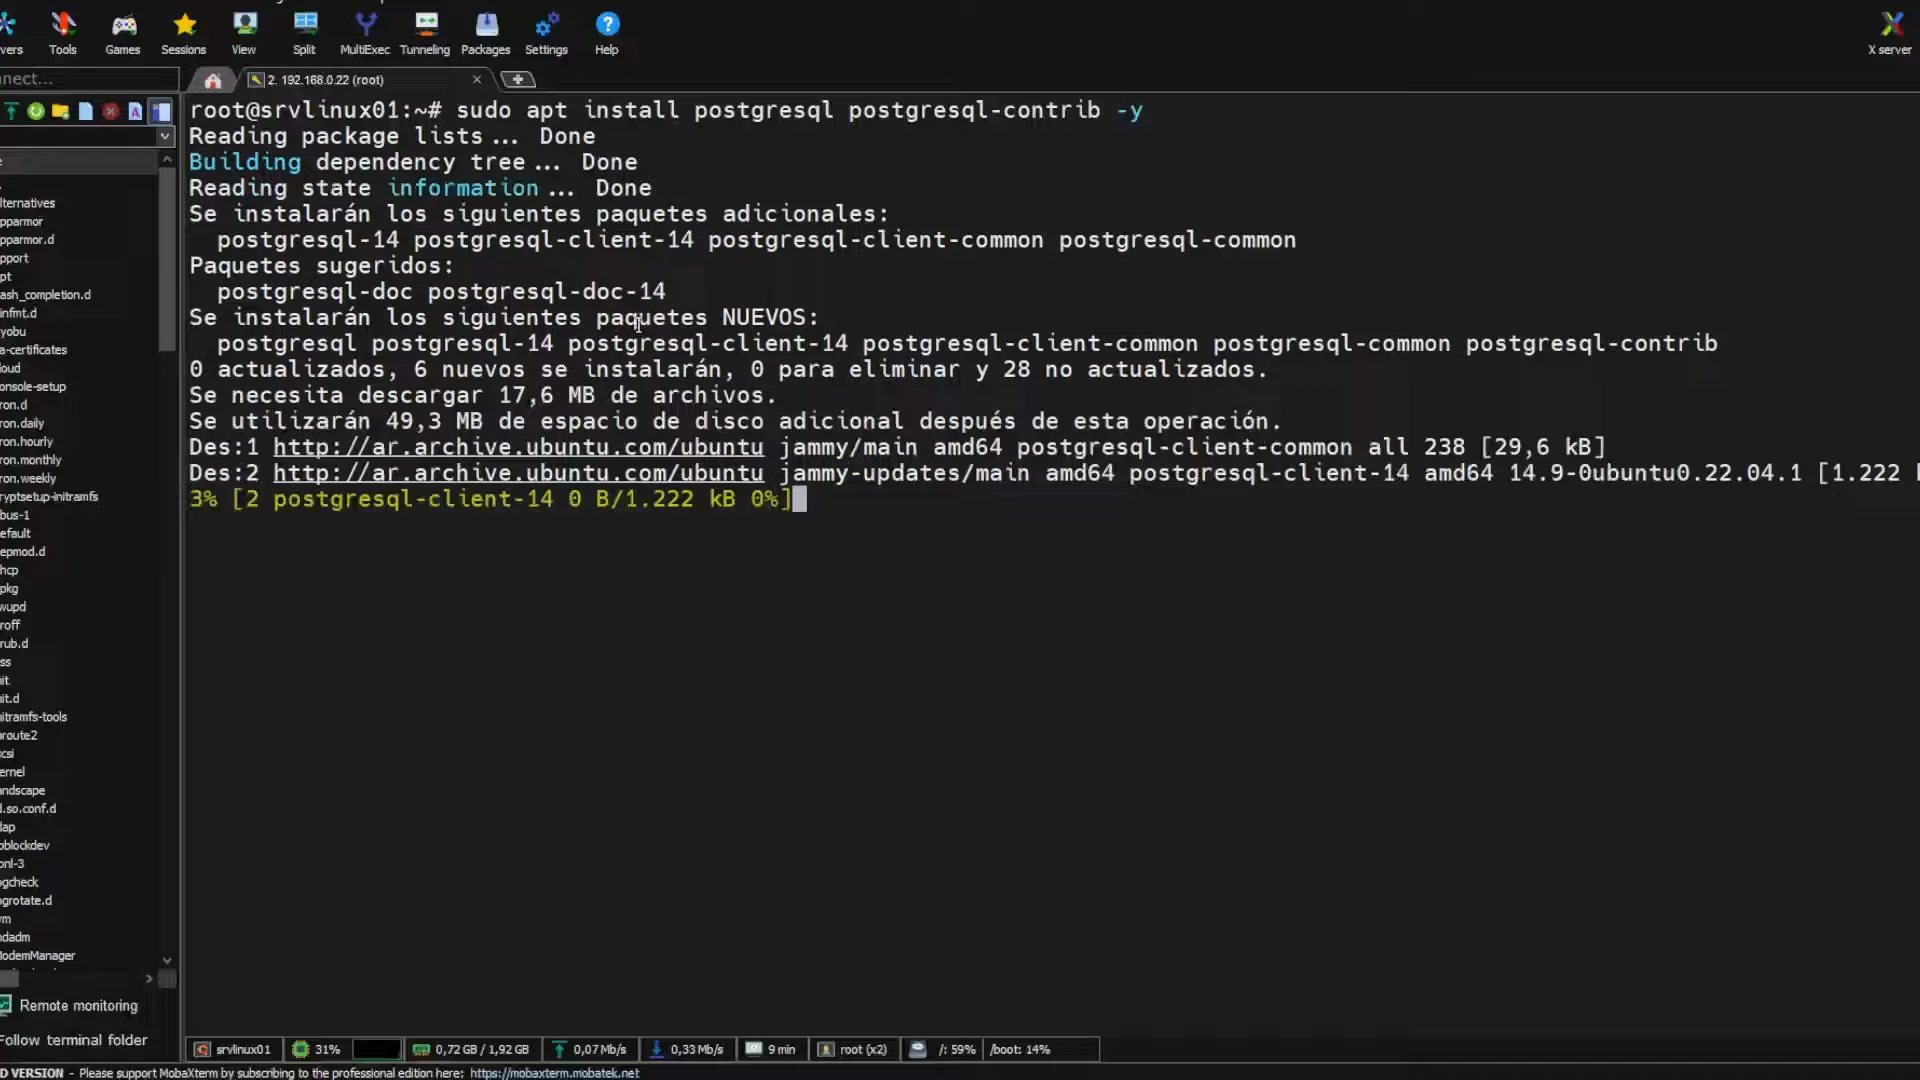 Tools
Games
Sessions
View
Split
MultiExec
Tunneling
Packages
Settings
Help
X server
2. 192.168.0.22 (root)
root@srvlinux01:~# sudo apt install postgresql postgresql-contrib -y
Reading package lists... Done
Building dependency tree... Done
Reading state information... Done
Se instalarán los siguientes paquetes adicionales:
postgresql-14 postgresql-client-14 postgresql-client-common postgresql-common
Paquetes sugeridos:
postgresql-doc postgresql-doc-14
Se instalarán los siguientes paquetes NUEVOS:
postgresql postgresql-14 postgresql-client-14 postgresql-client-common postgresql-common postgresql-contrib
0 actualizados, 6 nuevos se instalarán, 0 para eliminar y 28 no actualizados.
Se necesita descargar 17,6 MB de archivos.
Se utilizarán 49,3 MB de espacio de disco adicional después de esta operación.
Des:1 http://ar.archive.ubuntu.com/ubuntu jammy/main amd64 postgresql-client-common all 238 [29,6 kB]
Des:2 http://ar.archive.ubuntu.com/ubuntu jammy-updates/main amd64 postgresql-client-14 amd64 14.9-0ubuntu0.22.04.1 [1.222
3% [2 postgresql-client-14 0 B/1.222 kB 0%]
vers
nnect...
lternatives
pparmor
pparmor.d
pport
pt
ash_completion.d
infmt.d
yobu
a-certificates
loud
onsole-setup
ron.d
ron.daily
ron.hourly
ron.monthly
ron.weekly
ryptsetup-initramfs
bus-1
efault
epmod.d
hcp
pkg
wupd
roff
rub.d
ss
nit
nit.d
nitramfs-tools
proute2
scsi
ernel
andscape
d.so.conf.d
dap
oblockdev
onl-3
ogcheck
ogrotate.d
vm
ndadm
ModemManager
Remote monitoring
Follow terminal folder
srvlinux01
31%
0,72 GB / 1,92 GB
0,07 Mb/s
0,33 Mb/s
9 min
root (x2)
/: 59%
/boot: 14%
D VERSION - Please support MobaXterm by subscribing to the professional edition here: https://mobaxterm.mobatek.net